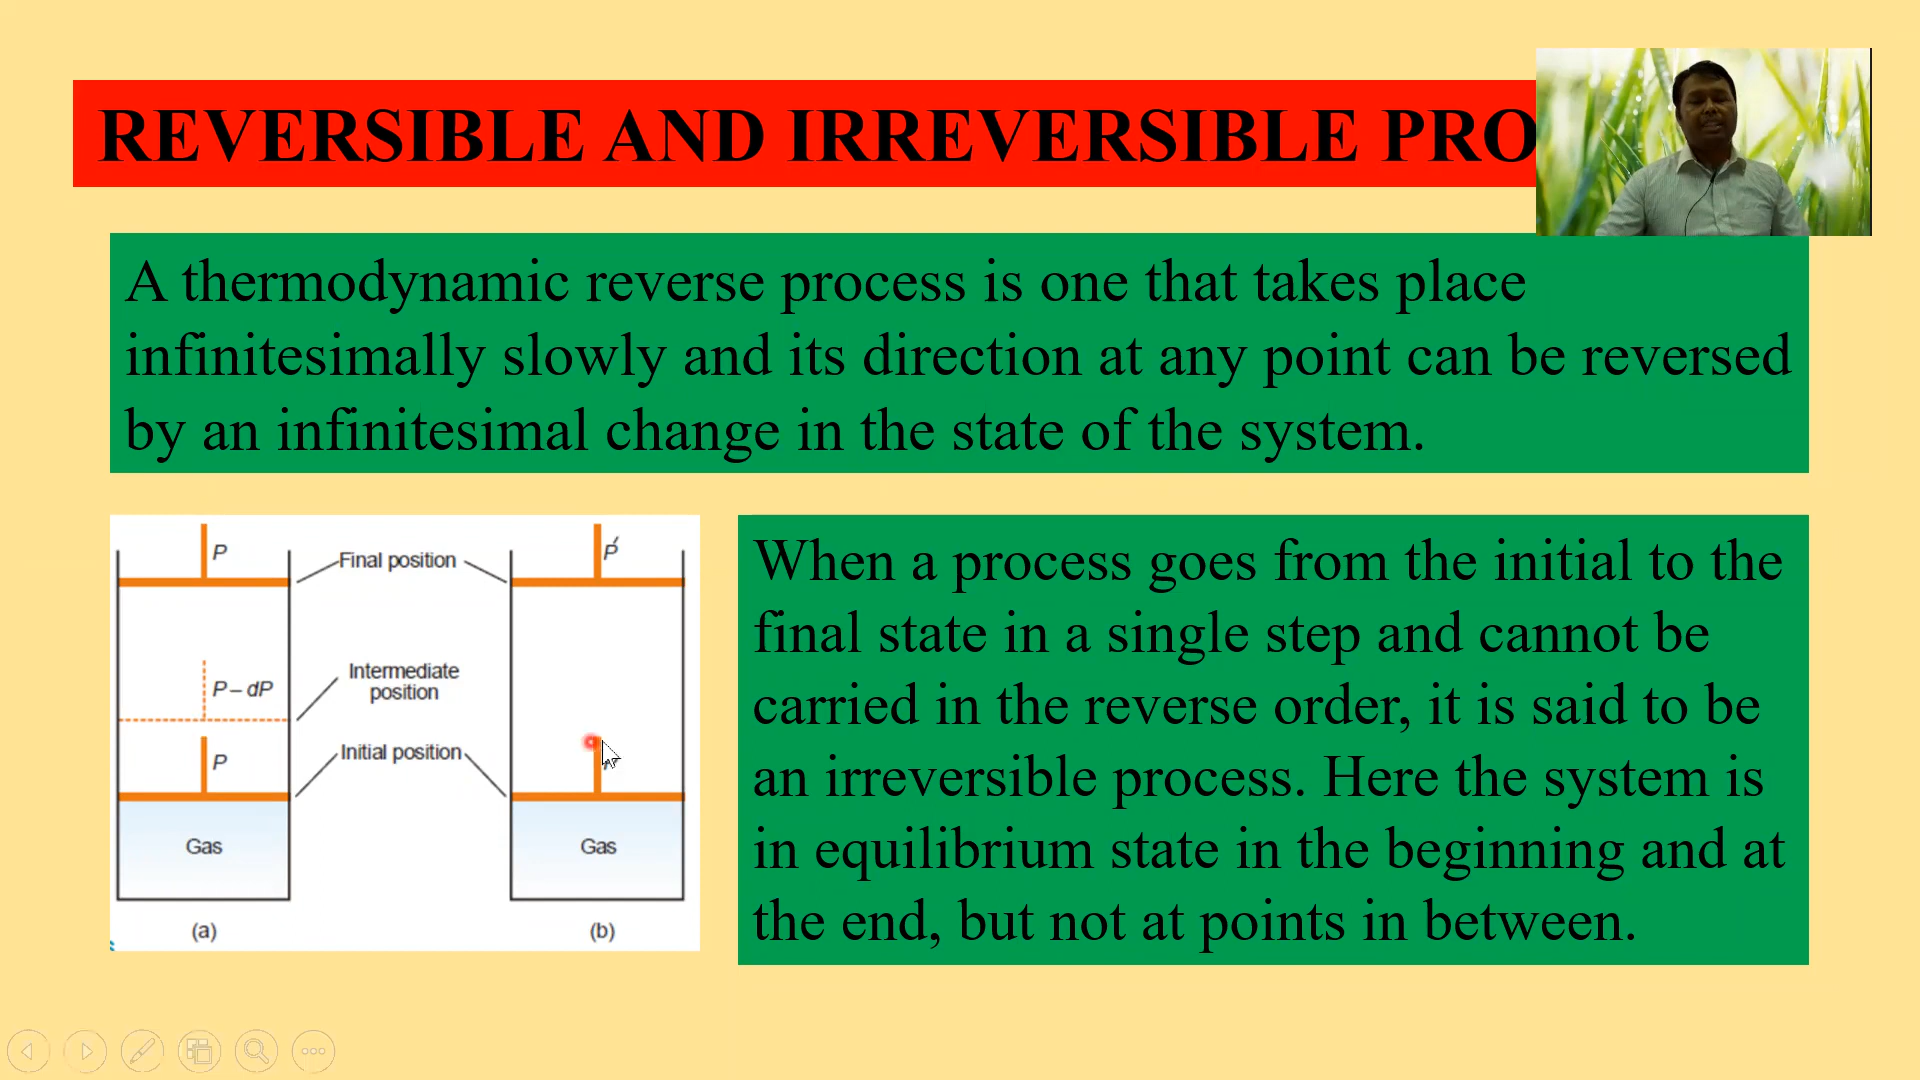 REVERSIBLE AND IRREVERSIBLE PRO
A thermodynamic reverse process is one that takes place
infinitesimally slowly and its direction at any point can be reversed
by an infinitesimal change in the state of the system.
P
Final position
P′
Intermediate
position
P – dP
Initial position
P
Gas
Gas
(a)
(b)
When a process goes from the initial to the
final state in a single step and cannot be
carried in the reverse order, it is said to be
an irreversible process. Here the system is
in equilibrium state in the beginning and at
the end, but not at points in between.